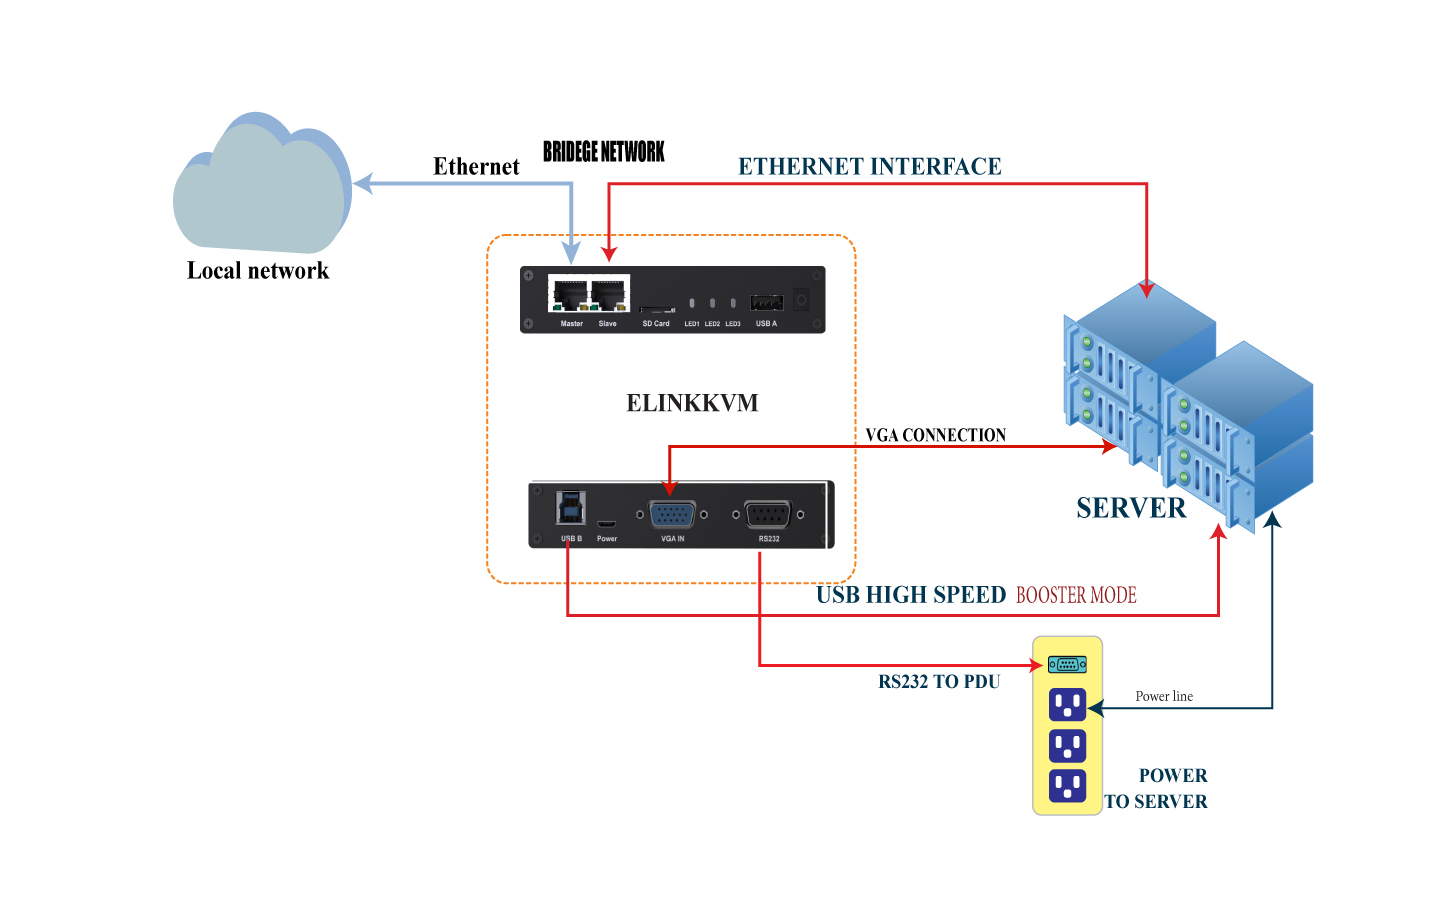 BRIDEGE NETWORK
Ethernet
ETHERNET INTERFACE
Local network
Master
Slave
SD Card
LED1
LED2
LED3
USB A
ELINKKVM
VGA CONNECTION
SERVER
USB B
Power
VGA IN
RS232
USB HIGH SPEED BOOSTER MODE
RS232 TO PDU
Power line
POWER
TO SERVER